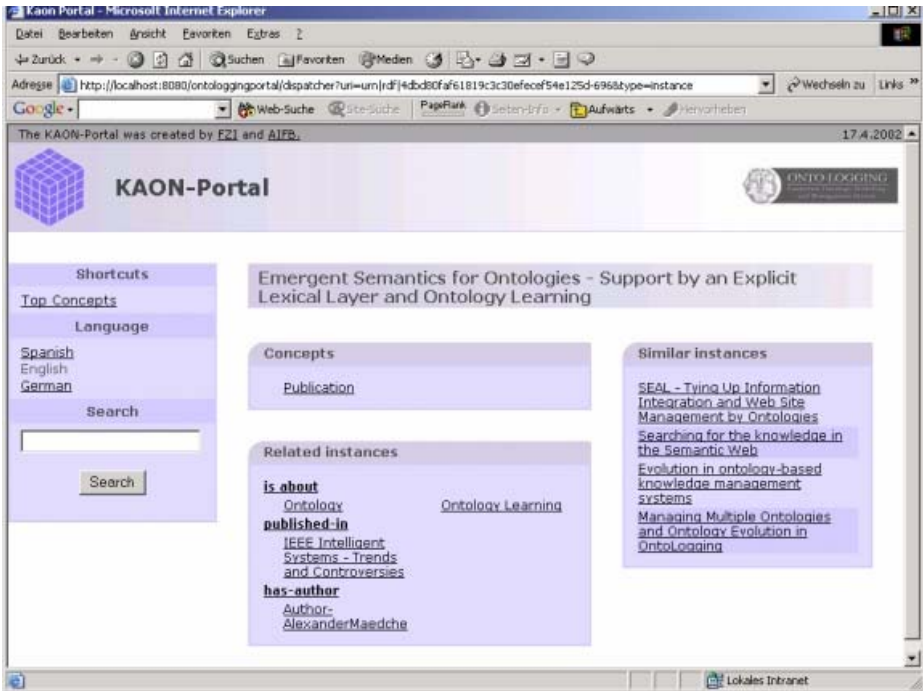 Kaon Portal - Microsoft Internet Explorer
Datei Bearbeiten Ansicht Favoriten Extras ?
Zurück Suchen Favoriten Medien
Adresse http://localhost:8080/ontologgingportal/dispatcher?uri=urn|rdf|4dbd80faf61819c3c30efecef54e125d-696&type=instance Wechseln zu Links »
Google Web-Suche Site-Suche PageRank Seiten-Info Aufwärts Hervorheben
The KAON-Portal was created by FZI and AIFB. 17.4.2002
KAON-Portal
ONTO-LOGGING
Shortcuts
Top Concepts
Language
Spanish
English
German
Search
Search
Emergent Semantics for Ontologies - Support by an Explicit
Lexical Layer and Ontology Learning
Concepts
Publication
Related instances
is about
Ontology Ontology Learning
published-in
IEEE Intelligent
Systems - Trends
and Controversies
has-author
Author-
AlexanderMaedche
Similar instances
SEAL - Tying Up Information
Integration and Web Site
Management by Ontologies
Searching for the knowledge in
the Semantic Web
Evolution in ontology-based
knowledge management
systems
Managing Multiple Ontologies
and Ontology Evolution in
OntoLogging
Lokales Intranet